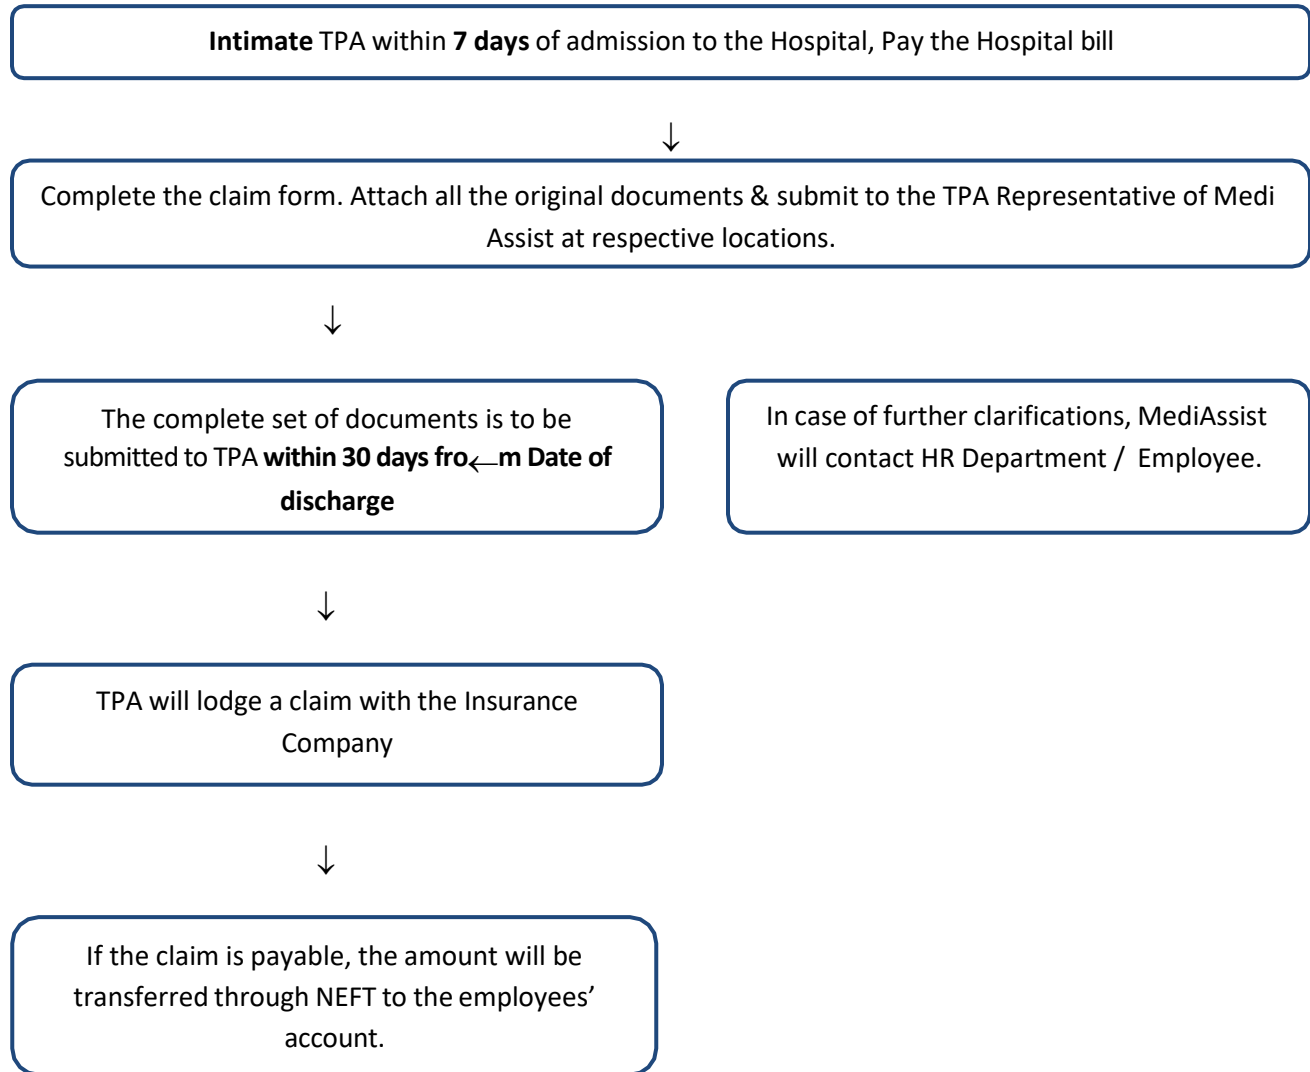 Intimate TPA within 7 days of admission to the Hospital, Pay the Hospital bill
↓
Complete the claim form. Attach all the original documents & submit to the TPA Representative of Medi
Assist at respective locations.
↓
The complete set of documents is to be
submitted to TPA within 30 days fro←m Date of
discharge
In case of further clarifications, MediAssist
will contact HR Department / Employee.
↓
TPA will lodge a claim with the Insurance
Company
↓
If the claim is payable, the amount will be
transferred through NEFT to the employees’
account.